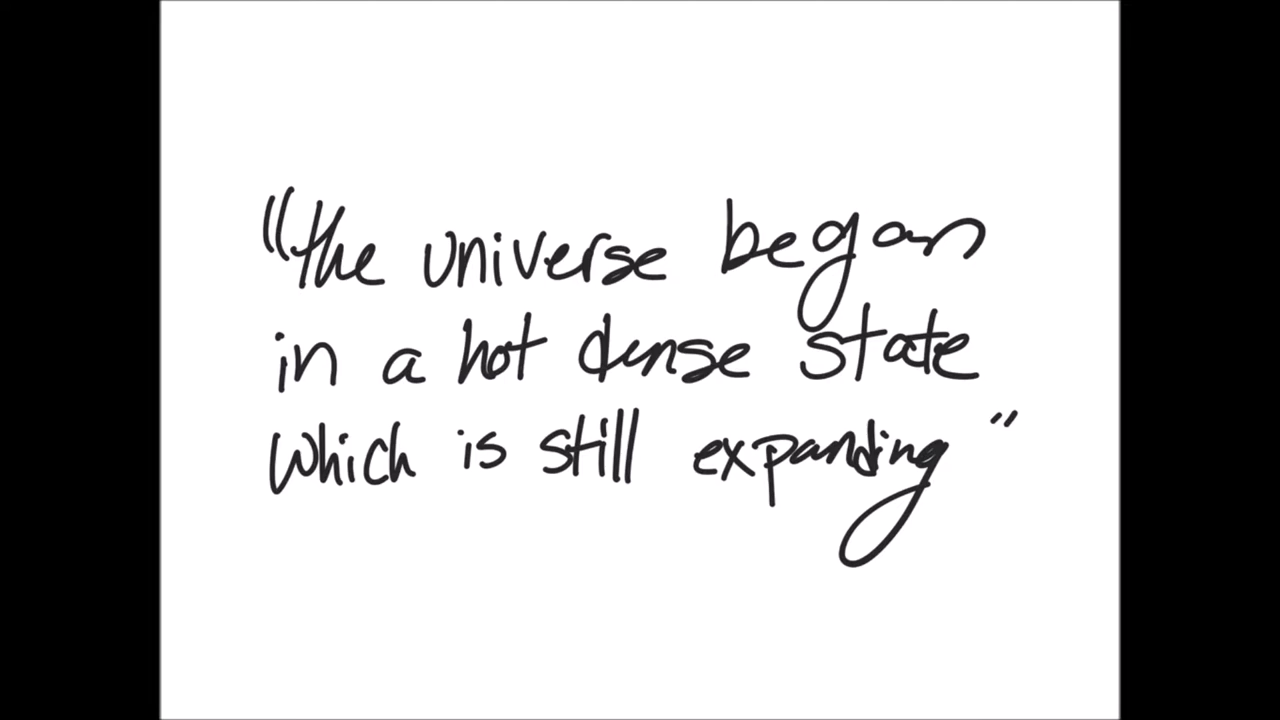 "the universe began
in a hot dense state
which is still expanding"